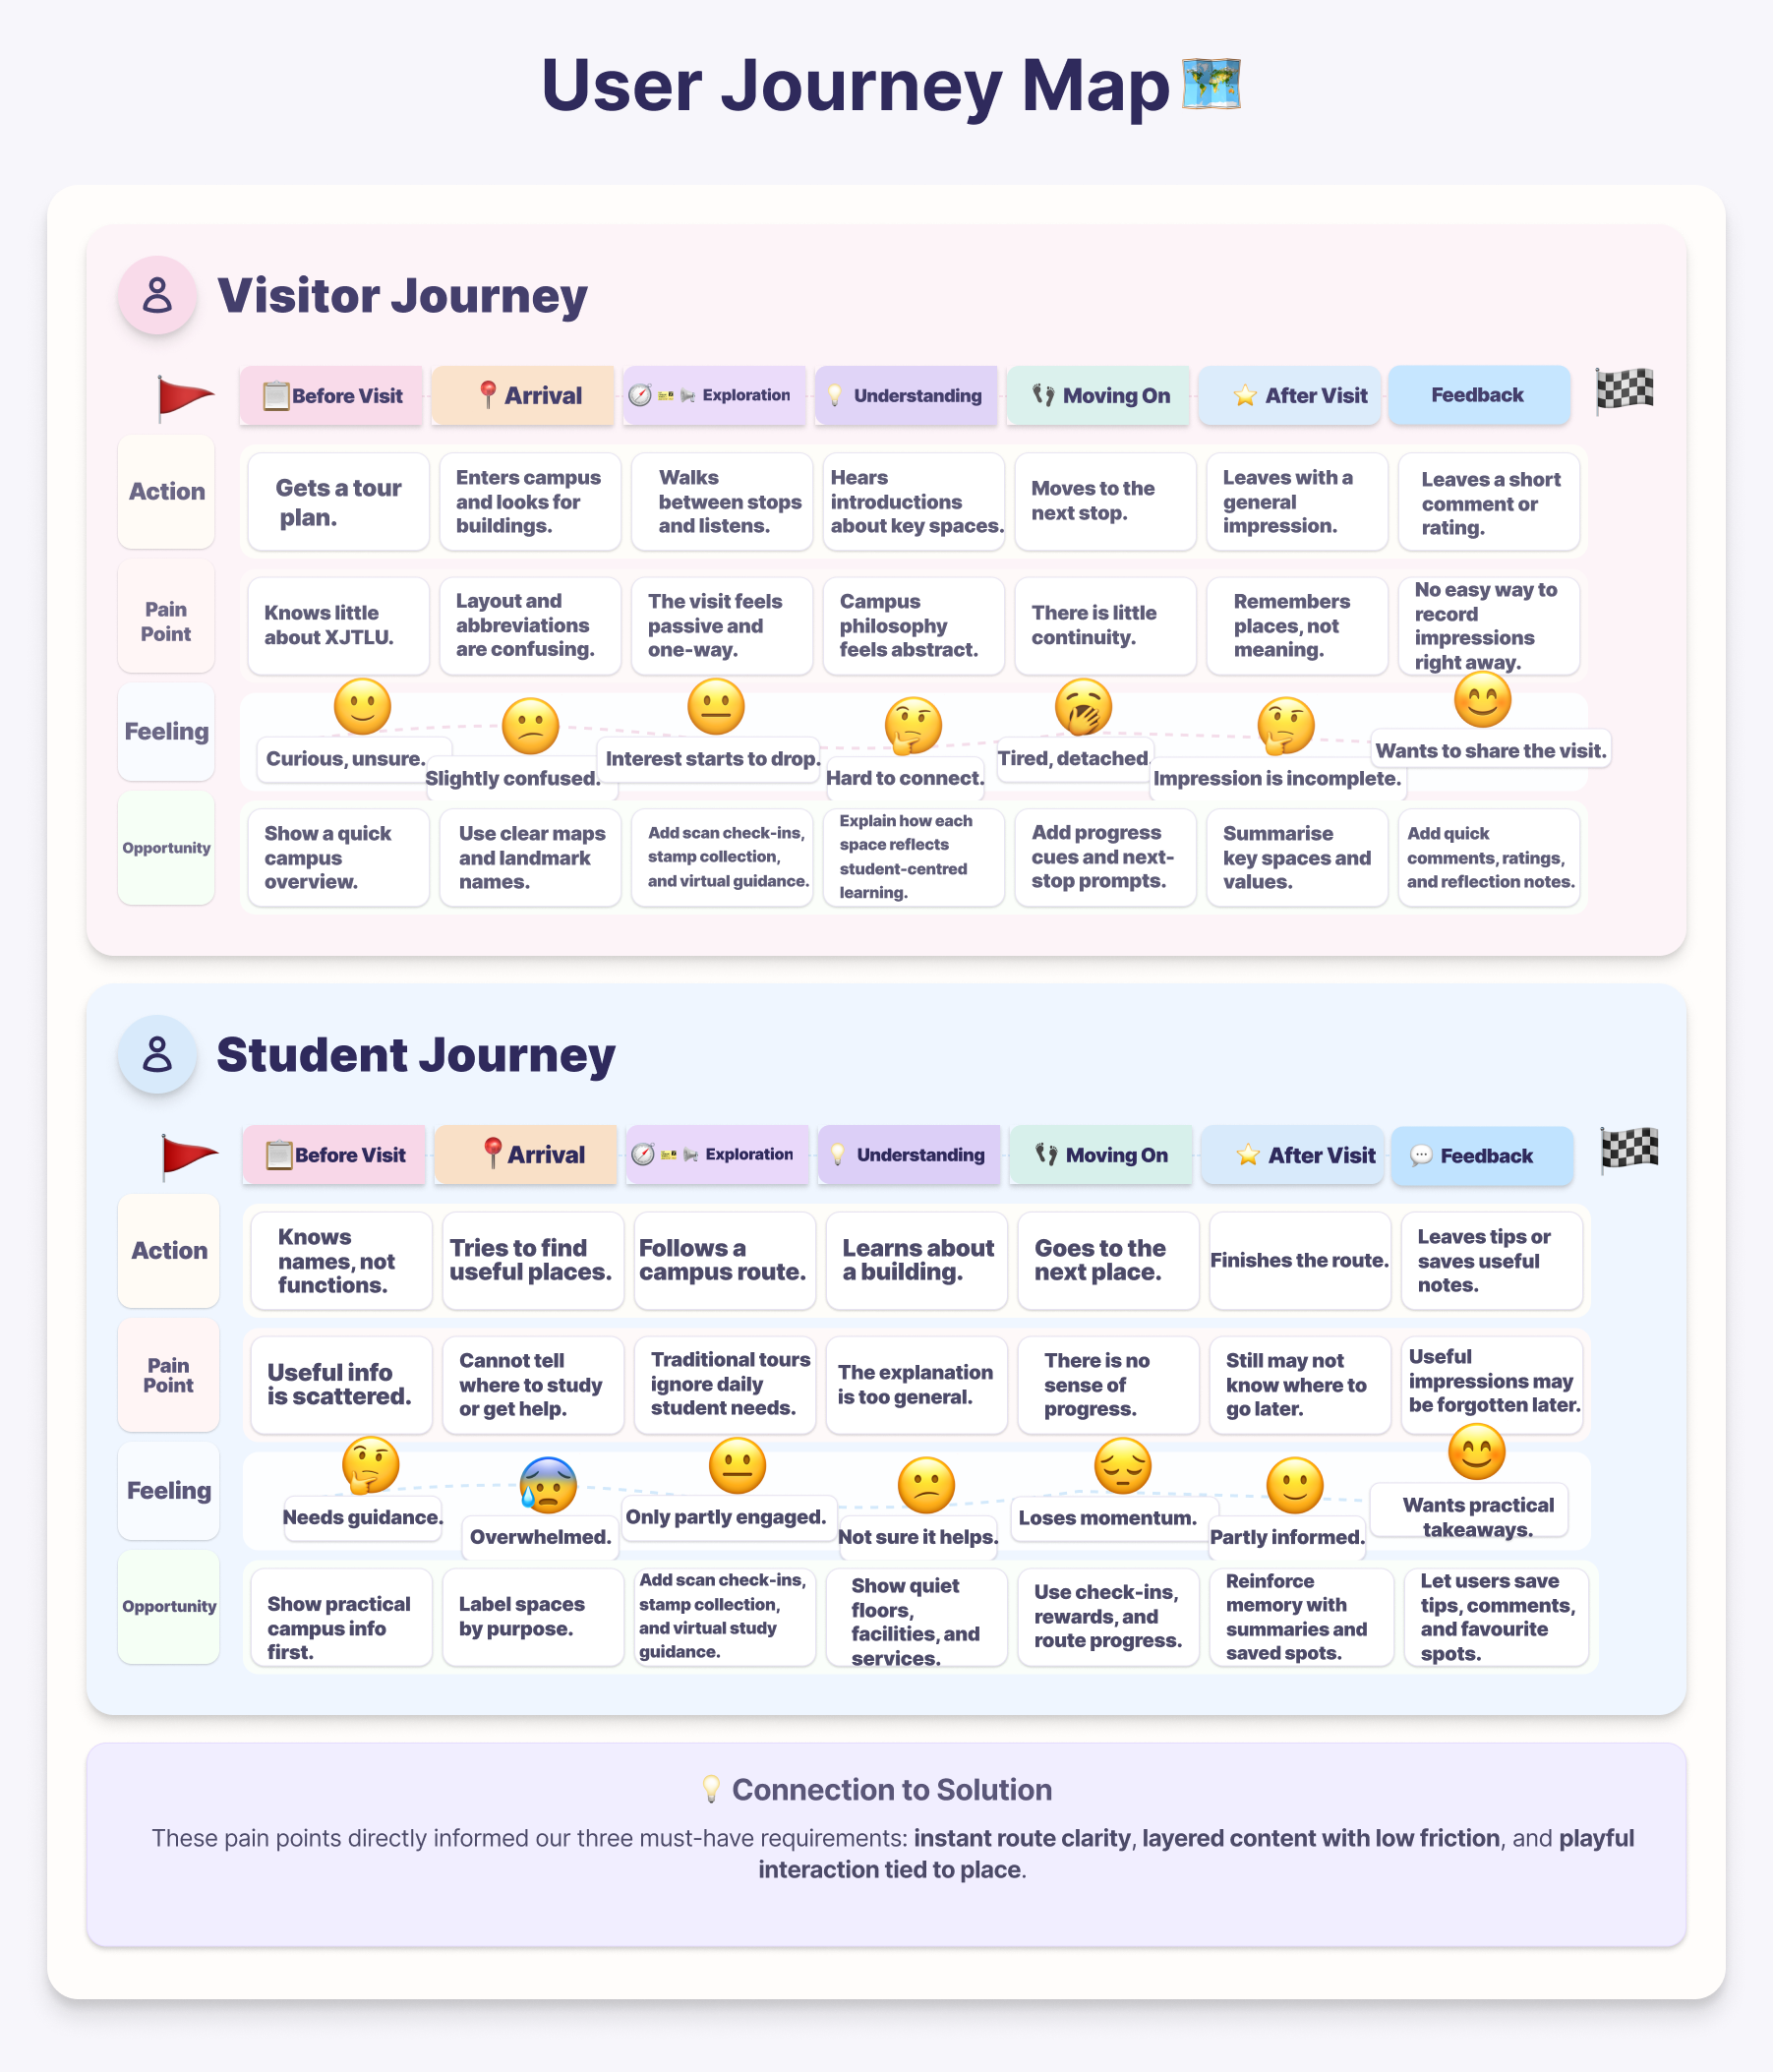 User Journey Map
Visitor Journey
Before Visit
Arrival
Exploration
Understanding
Moving On
After Visit
Feedback
Action
Gets a tour
plan.
Enters campus
and looks for
buildings.
Walks
between stops
and listens.
Hears
introductions
about key spaces.
Moves to the
next stop.
Leaves with a
general
impression.
Leaves a short
comment or
rating.
Pain
Point
Knows little
about XJTLU.
Layout and
abbreviations
are confusing.
The visit feels
passive and
one-way.
Campus
philosophy
feels abstract.
There is little
continuity.
Remembers
places, not
meaning.
No easy way to
record
impressions
right away.
Feeling
Curious, unsure.
Slightly confused.
Interest starts to drop.
Hard to connect.
Tired, detached.
Impression is incomplete.
Wants to share the visit.
Opportunity
Show a quick
campus
overview.
Use clear maps
and landmark
names.
Add scan check-ins,
stamp collection,
and virtual guidance.
Explain how each
space reflects
student-centred
learning.
Add progress
cues and next-
stop prompts.
Summarise
key spaces and
values.
Add quick
comments, ratings,
and reflection notes.
Student Journey
Before Visit
Arrival
Exploration
Understanding
Moving On
After Visit
Feedback
Action
Knows
names, not
functions.
Tries to find
useful places.
Follows a
campus route.
Learns about
a building.
Goes to the
next place.
Finishes the route.
Leaves tips or
saves useful
notes.
Pain
Point
Useful info
is scattered.
Cannot tell
where to study
or get help.
Traditional tours
ignore daily
student needs.
The explanation
is too general.
There is no
sense of
progress.
Still may not
know where to
go later.
Useful
impressions may
be forgotten later.
Feeling
Needs guidance.
Overwhelmed.
Only partly engaged.
Not sure it helps.
Loses momentum.
Partly informed.
Wants practical
takeaways.
Opportunity
Show practical
campus info
first.
Label spaces
by purpose.
Add scan check-ins,
stamp collection,
and virtual study
guidance.
Show quiet
floors,
facilities, and
services.
Use check-ins,
rewards, and
route progress.
Reinforce
memory with
summaries and
saved spots.
Let users save
tips, comments,
and favourite
spots.
Connection to Solution
These pain points directly informed our three must-have requirements: instant route clarity, layered content with low friction, and playful
interaction tied to place.